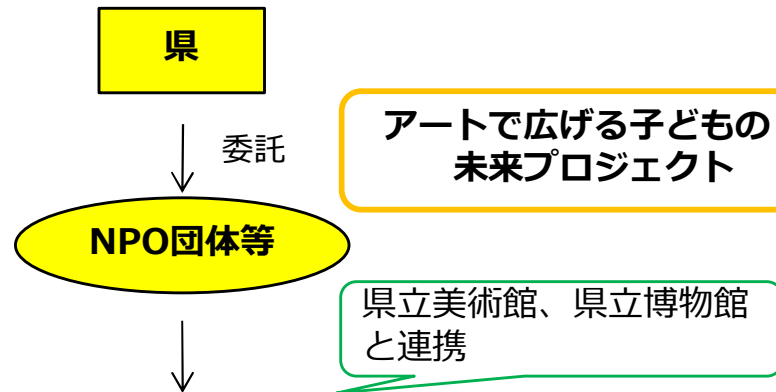 県
委託
アートで広げる子どもの
未来プロジェクト
NPO団体等
県立美術館、県立博物館
と連携